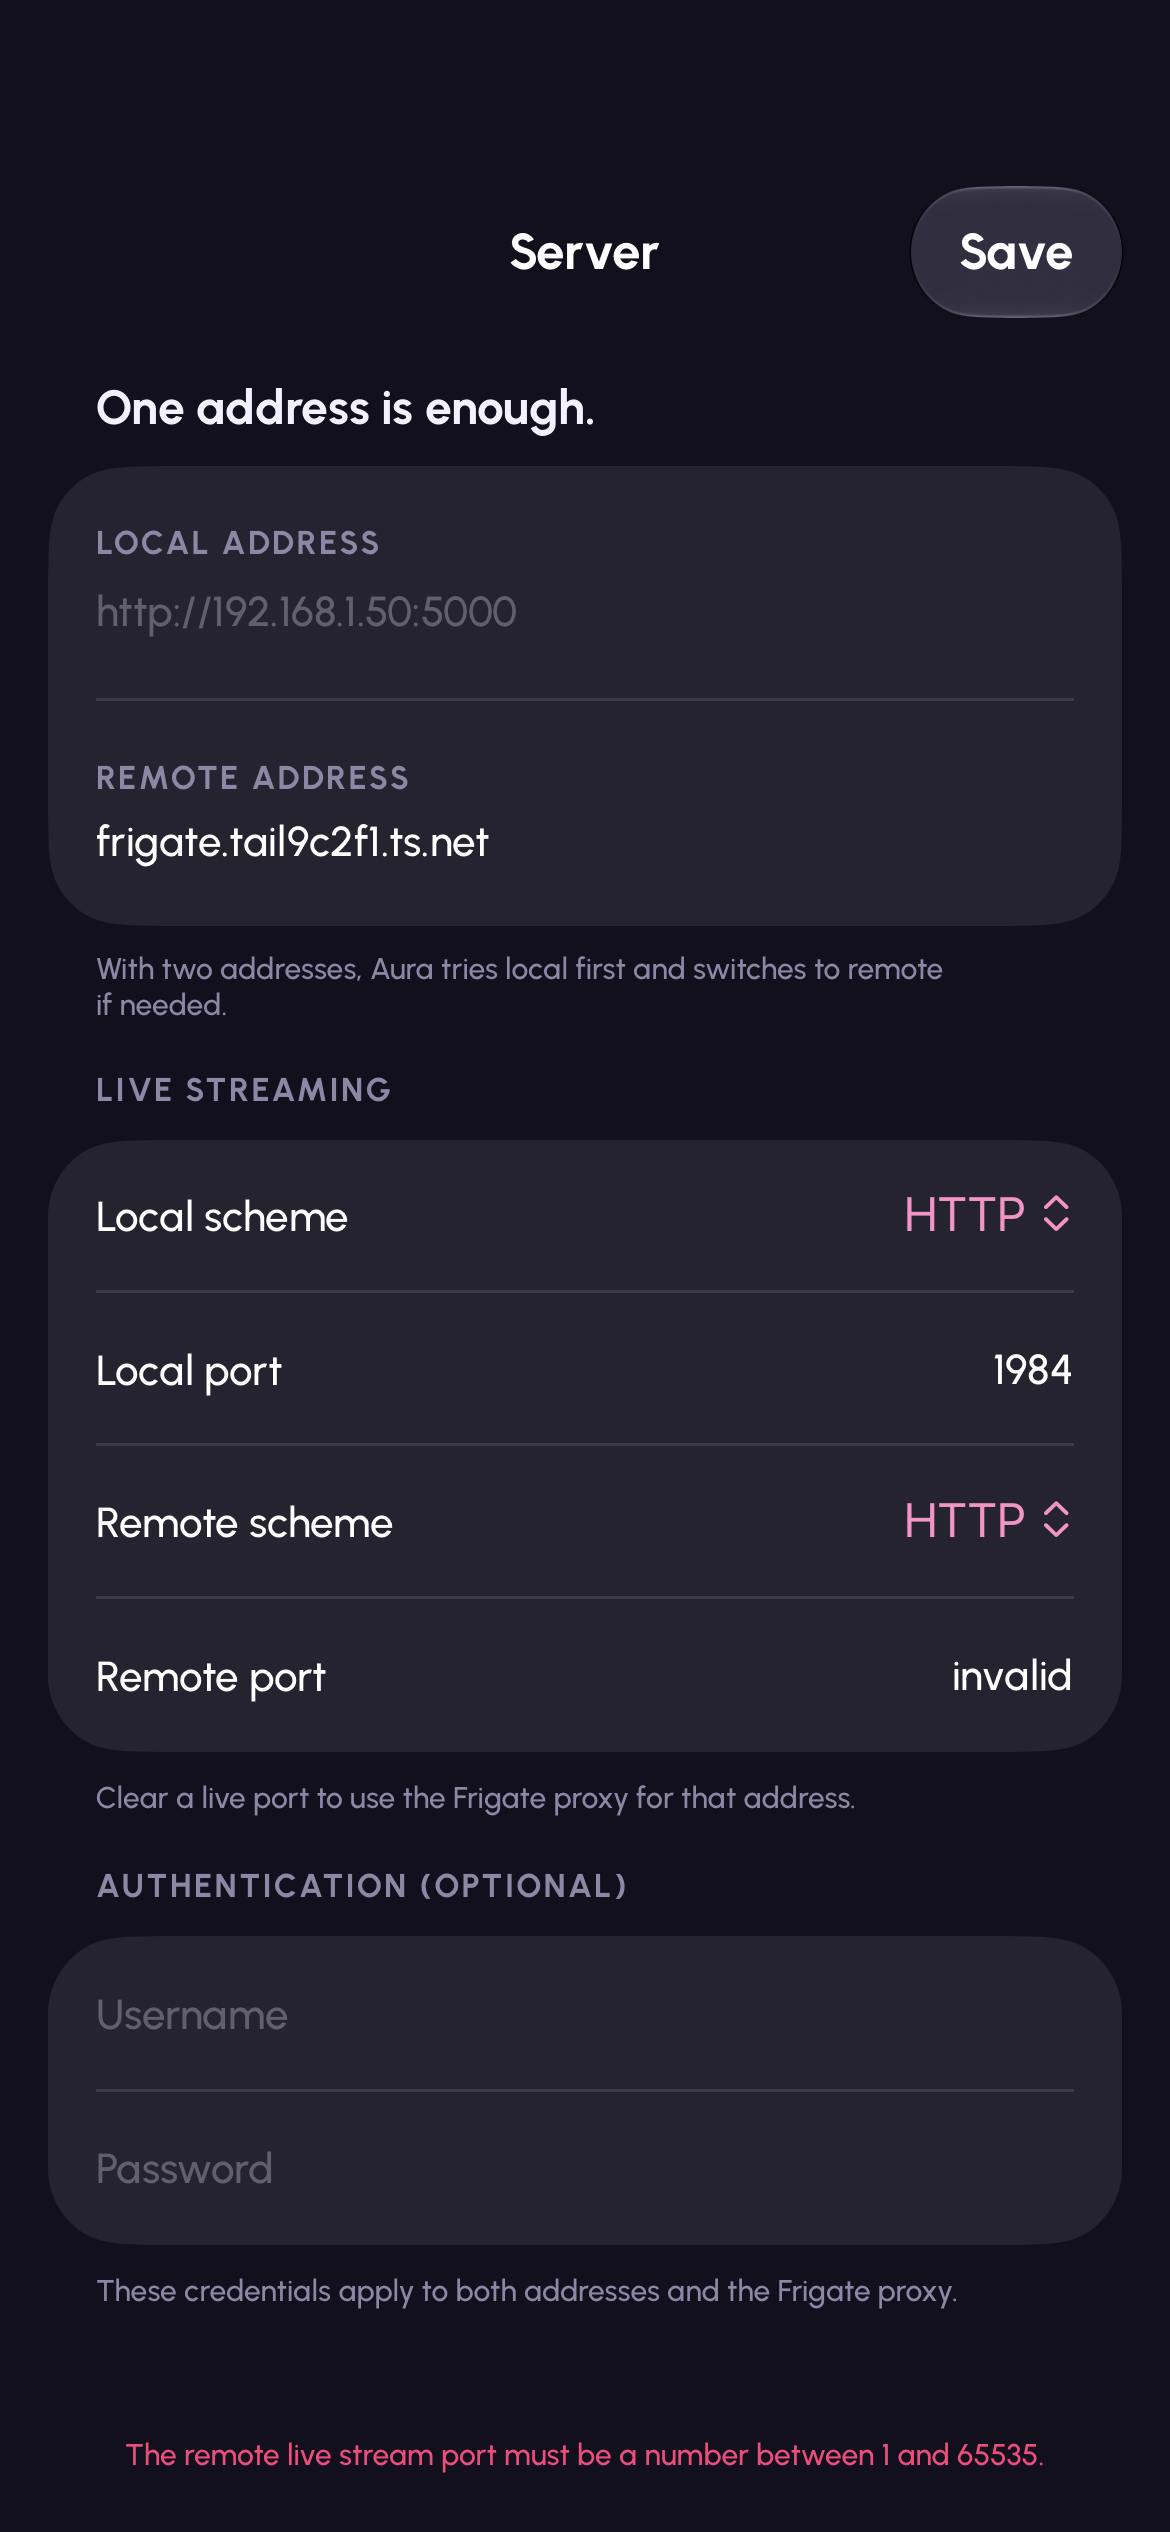 Server
Save
One address is enough.
LOCAL ADDRESS
http://192.168.1.50:5000
REMOTE ADDRESS
frigate.tail9c2f1.ts.net
With two addresses, Aura tries local first and switches to remote
if needed.
LIVE STREAMING
Local scheme HTTP
Local port 1984
Remote scheme HTTP
Remote port invalid
Clear a live port to use the Frigate proxy for that address.
AUTHENTICATION (OPTIONAL)
Username
Password
These credentials apply to both addresses and the Frigate proxy.
The remote live stream port must be a number between 1 and 65535.